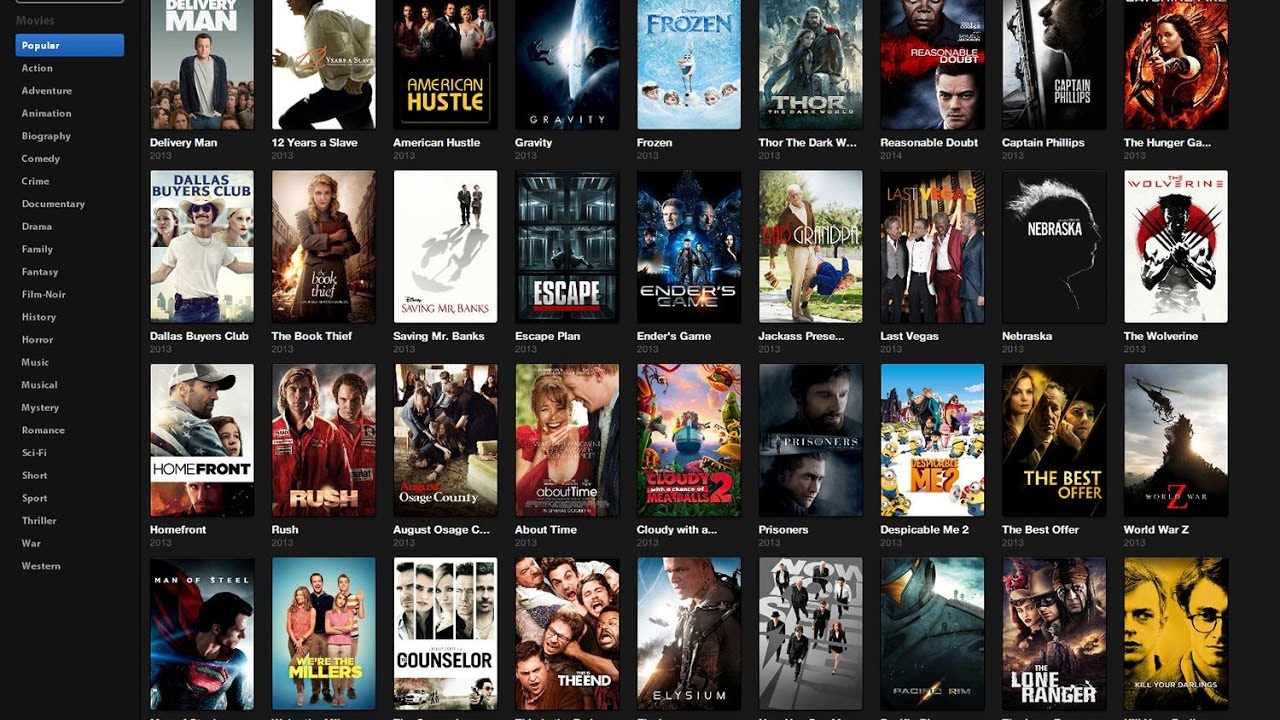 Movies
Popular
Action
Adventure
Animation
Biography
Comedy
Crime
Documentary
Drama
Family
Fantasy
Film-Noir
History
Horror
Music
Musical
Mystery
Romance
Sci-Fi
Short
Sport
Thriller
War
Western
DELIVERY
MAN
YEARS A SLAVE
AMERICAN
HUSTLE
GRAVITY
Disney
FROZEN
THOR
THE DARK WORLD
REASONABLE
DOUBT
CAPTAIN
PHILLIPS
CATCHING FIRE
Delivery Man
12 Years a Slave
American Hustle
Gravity
Frozen
Thor The Dark W...
Reasonable Doubt
Captain Phillips
The Hunger Ga...
2013
2013
2013
2013
2013
2013
2014
2013
2013
DALLAS
BUYERS CLUB
the
book
thief
Disney
SAVING MR. BANKS
ESCAPE
ENDER'S
GAME
BAD GRANDPA
LAST VEGAS
NEBRASKA
THE
WOLVERINE
Dallas Buyers Club
The Book Thief
Saving Mr. Banks
Escape Plan
Ender's Game
Jackass Prese...
Last Vegas
Nebraska
The Wolverine
2013
2013
2013
2013
2013
2013
2013
2013
2013
HOMEFRONT
RUSH
August
Osage County
about Time
CLOUDY
with a chance of
MEATBALLS 2
PRISONERS
DESPICABLE
ME 2
THE BEST
OFFER
WORLD WAR
Z
Homefront
Rush
August Osage C...
About Time
Cloudy with a...
Prisoners
Despicable Me 2
The Best Offer
World War Z
2013
2013
2013
2013
2013
2013
2013
2013
2013
MAN OF STEEL
WE'RE THE
MILLERS
THE
COUNSELOR
THIS IS
THE END
ELYSIUM
NOW
YOU
SEE
PACIFIC RIM
THE
LONE
RANGER
KILL YOUR DARLINGS